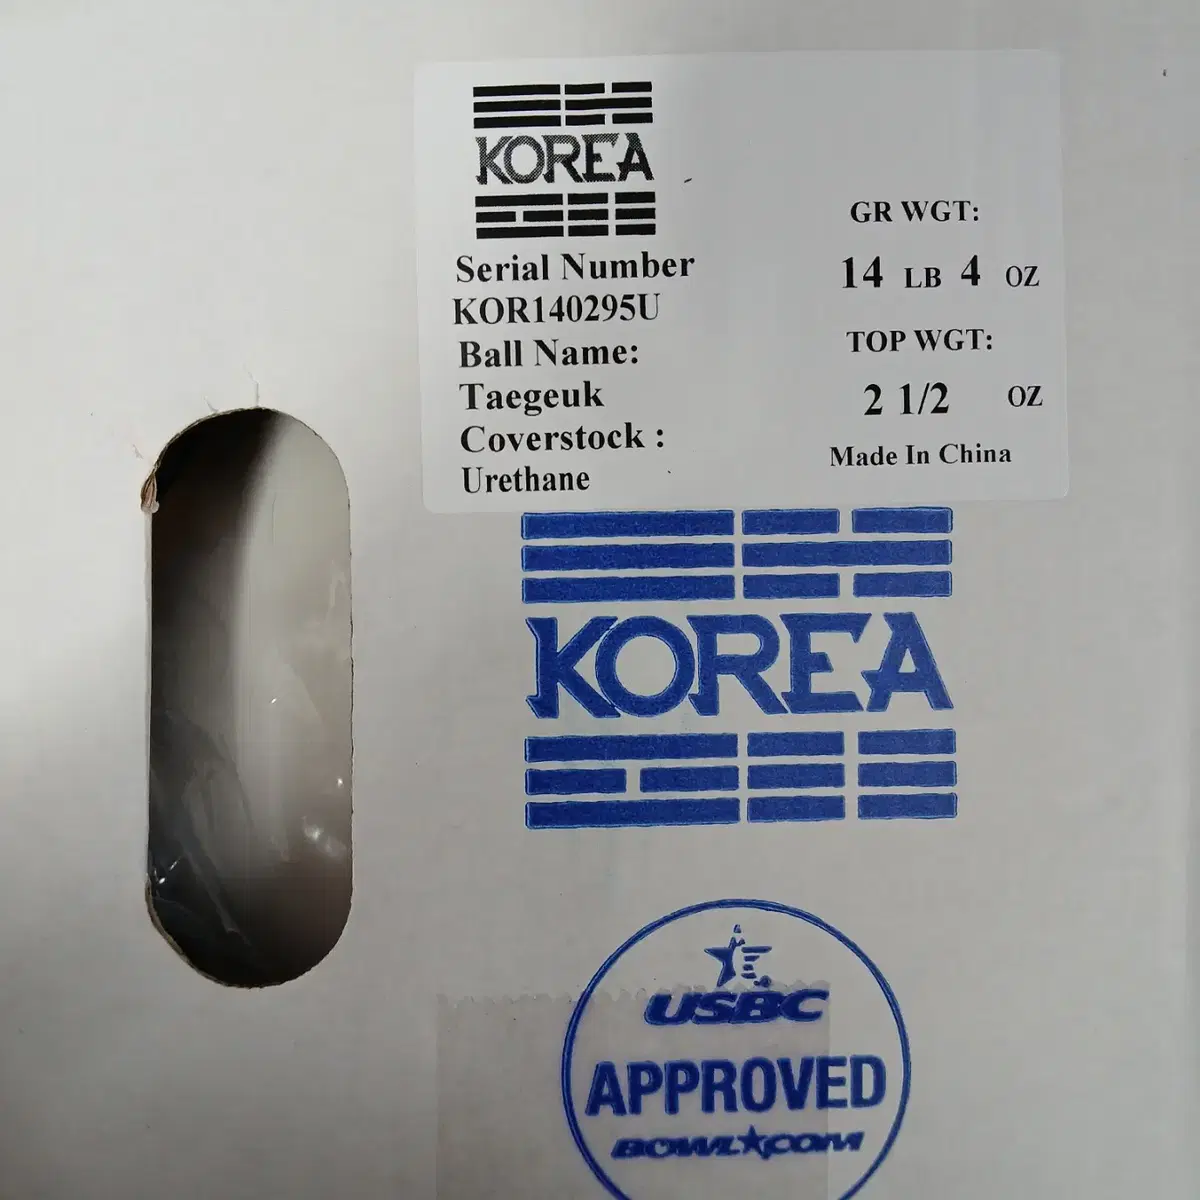 KOREA
Serial Number
KOR140295U
Ball Name:
Taegeuk
Coverstock :
Urethane
GR WGT:
14 LB 4 OZ
TOP WGT:
2 1/2 OZ
Made In China
KOREA
USBC
APPROVED
BOWL★COM